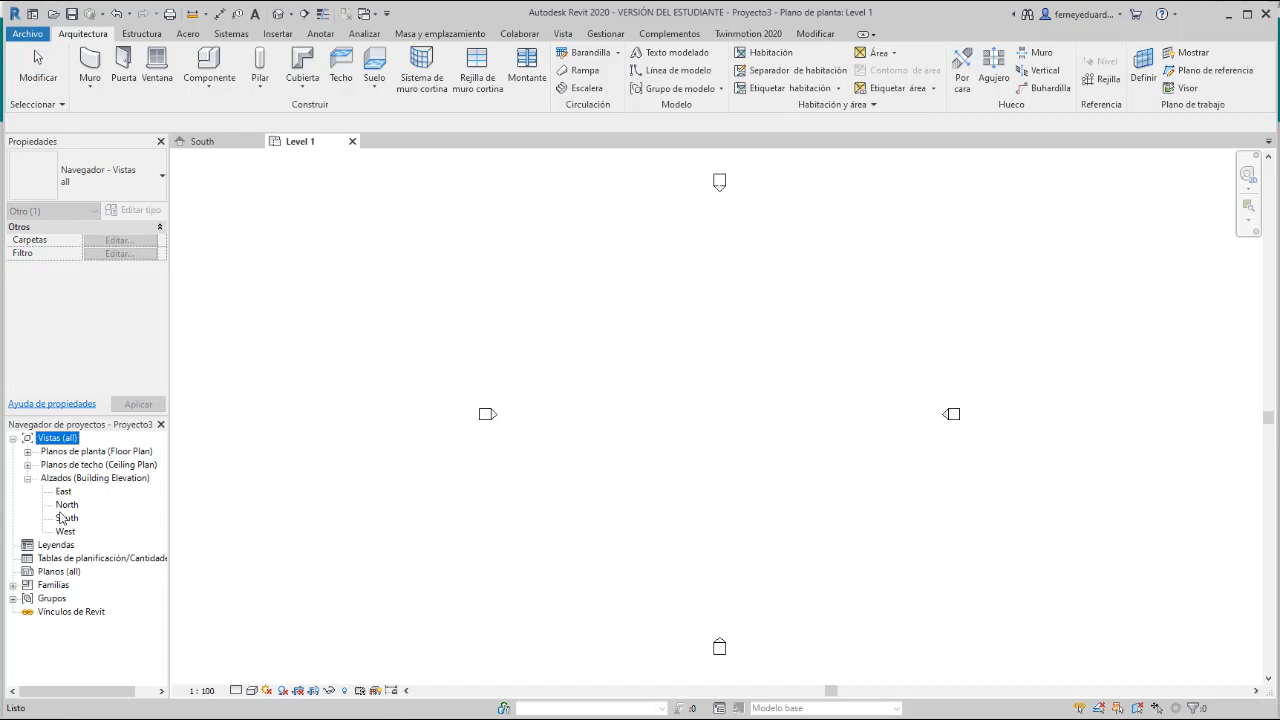 Autodesk Revit 2020 - VERSIÓN DEL ESTUDIANTE - Proyecto3 - Plano de planta: Level 1
ferneyeduard...
Archivo Arquitectura Estructura Acero Sistemas Insertar Anotar Analizar Masa y emplazamiento Colaborar Vista Gestionar Complementos Twinmotion 2020 Modificar
Modificar Muro Puerta Ventana Componente Pilar Cubierta Techo Suelo Sistema de muro cortina Rejilla de muro cortina Montante
Barandilla
Rampa
Escalera
Texto modelado
Línea de modelo
Grupo de modelo
Habitación
Separador de habitación
Etiquetar habitación
Área
Contorno de área
Etiquetar área
Por cara
Agujero
Muro
Vertical
Buhardilla
Nivel
Rejilla
Definir
Mostrar
Plano de referencia
Visor
Seleccionar Construir Circulación Modelo Habitación y área Hueco Referencia Plano de trabajo
Propiedades
South
Level 1
Navegador - Vistas
all
Otro (1)
Editar tipo
Otros
Carpetas Editar...
Filtro Editar...
Ayuda de propiedades
Aplicar
Navegador de proyectos - Proyecto3
Vistas (all)
Planos de planta (Floor Plan)
Planos de techo (Ceiling Plan)
Alzados (Building Elevation)
East
North
South
West
Leyendas
Tablas de planificación/Cantidade
Planos (all)
Familias
Grupos
Vínculos de Revit
1 : 100
Listo
:0
Modelo base
:0